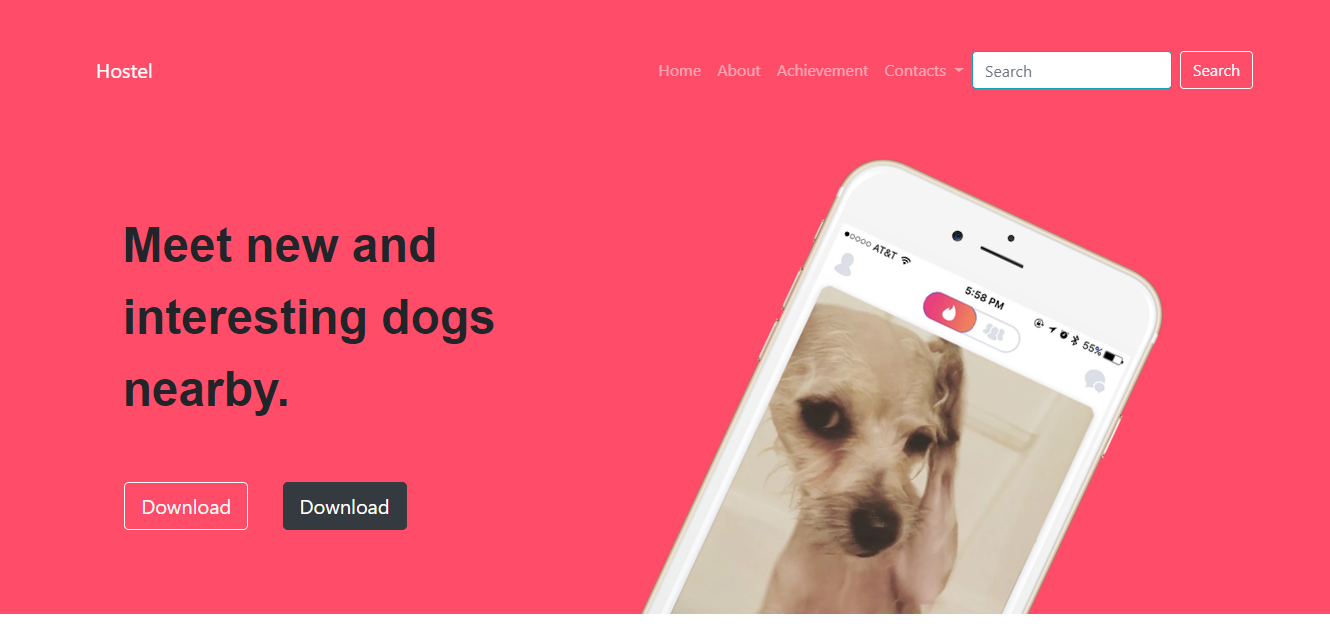 Hostel
Home About Achievement Contacts Search Search
Meet new and
interesting dogs
nearby.
Download Download
AT&T
5:58 PM
55%